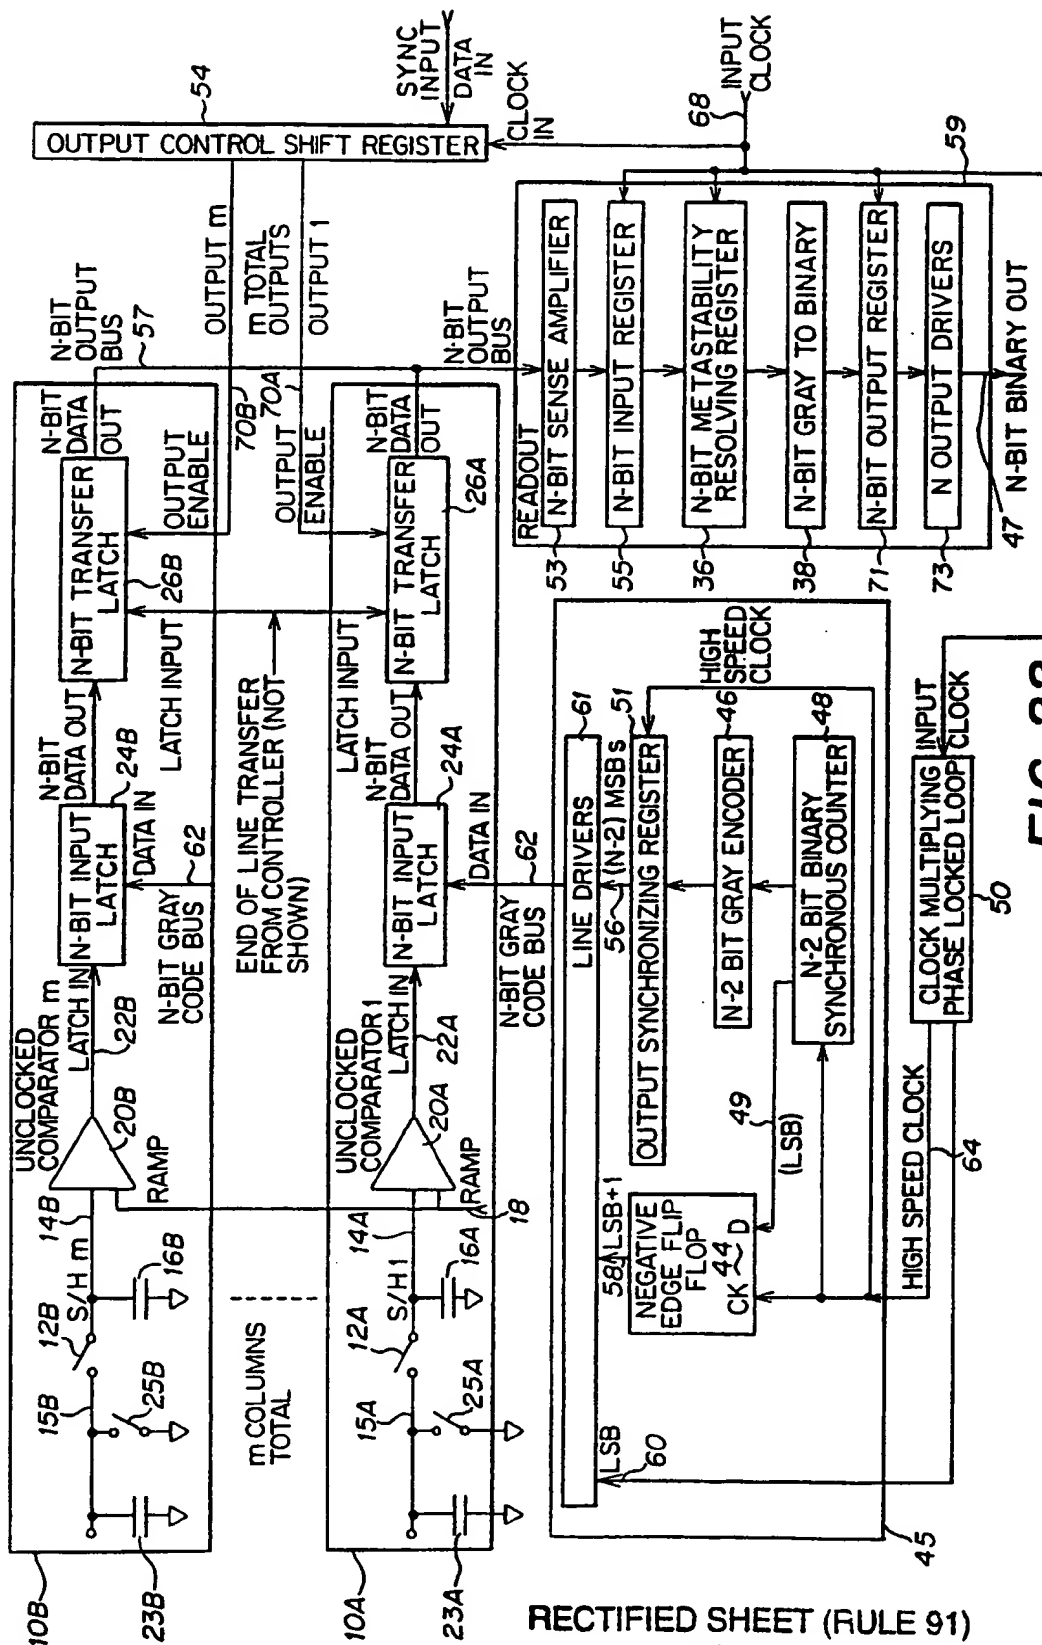 10B
23B
15B
25B
12B
S/H m
16B
14B
UNCLOCKED
COMPARATOR m
20B
RAMP
LATCH IN
22B
N-BIT INPUT
LATCH
N-BIT GRAY
CODE BUS
62
DATA IN
24B
N-BIT
DATA OUT
LATCH INPUT
N-BIT TRANSFER
LATCH
26B
OUTPUT
ENABLE
N-BIT
DATA
OUT
N-BIT
OUTPUT
BUS
57
m COLUMNS
TOTAL
END OF LINE TRANSFER
FROM CONTROLLER (NOT
SHOWN)
70B
70A
OUTPUT m
m TOTAL
OUTPUTS
OUTPUT 1
OUTPUT CONTROL SHIFT REGISTER
54
SYNC
INPUT
DATA
IN
CLOCK
IN
10A
23A
15A
25A
12A
S/H 1
16A
14A
18
UNCLOCKED
COMPARATOR 1
20A
RAMP
LATCH IN
22A
N-BIT INPUT
LATCH
N-BIT GRAY
CODE BUS
62
DATA IN
24A
N-BIT
DATA OUT
LATCH INPUT
N-BIT TRANSFER
LATCH
26A
OUTPUT
ENABLE
N-BIT
DATA
OUT
N-BIT
OUTPUT
BUS
45
LSB
60
LINE DRIVERS
61
58
LSB+1
NEGATIVE
EDGE FLIP
FLOP
44
CK
D
56
(N-2) MSBs
OUTPUT SYNCHRONIZING REGISTER
51
N-2 BIT GRAY ENCODER
46
N-2 BIT BINARY
SYNCHRONOUS COUNTER
48
49
(LSB)
HIGH
SPEED
CLOCK
HIGH SPEED CLOCK
64
CLOCK MULTIPLYING
PHASE LOCKED LOOP
50
INPUT
CLOCK
READOUT
53
N-BIT SENSE AMPLIFIER
55
N-BIT INPUT REGISTER
36
N-BIT METASTABILITY
RESOLVING REGISTER
38
N-BIT GRAY TO BINARY
71
N-BIT OUTPUT REGISTER
73
N OUTPUT DRIVERS
47
N-BIT BINARY OUT
59
68
INPUT
CLOCK
RECTIFIED SHEET (RULE 91)